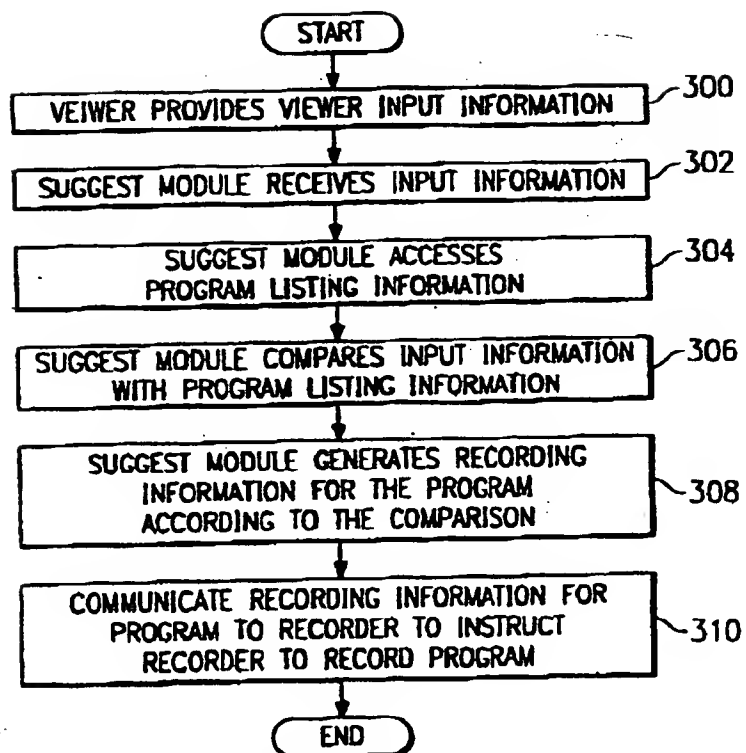 START
VEIWER PROVIDES VIEWER INPUT INFORMATION
300
SUGGEST MODULE RECEIVES INPUT INFORMATION
302
SUGGEST MODULE ACCESSES
PROGRAM LISTING INFORMATION
304
SUGGEST MODULE COMPARES INPUT INFORMATION
WITH PROGRAM LISTING INFORMATION
306
SUGGEST MODULE GENERATES RECORDING
INFORMATION FOR THE PROGRAM
ACCORDING TO THE COMPARISON
308
COMMUNICATE RECORDING INFORMATION FOR
PROGRAM TO RECORDER TO INSTRUCT
RECORDER TO RECORD PROGRAM
310
END